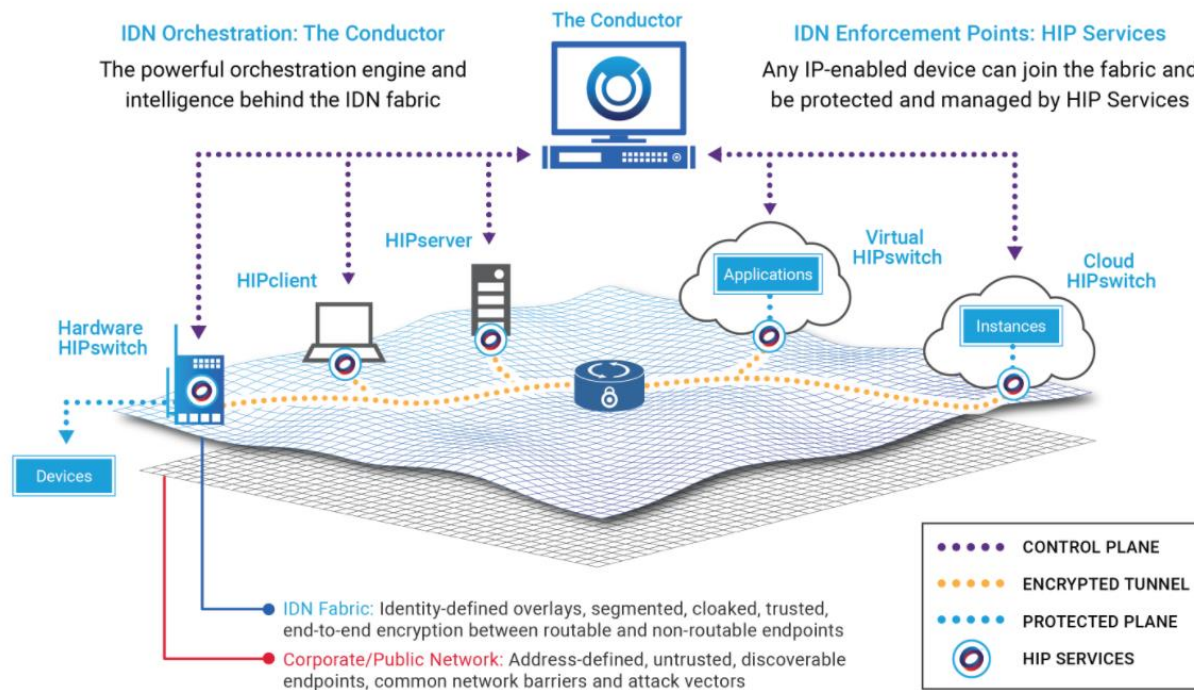 The Conductor
IDN Orchestration: The Conductor
The powerful orchestration engine and
intelligence behind the IDN fabric
IDN Enforcement Points: HIP Services
Any IP-enabled device can join the fabric and
be protected and managed by HIP Services
HIPserver
HIPclient
Hardware
HIPswitch
Virtual
HIPswitch
Applications
Cloud
HIPswitch
Instances
Devices
IDN Fabric: Identity-defined overlays, segmented, cloaked, trusted,
end-to-end encryption between routable and non-routable endpoints
Corporate/Public Network: Address-defined, untrusted, discoverable
endpoints, common network barriers and attack vectors
CONTROL PLANE
ENCRYPTED TUNNEL
PROTECTED PLANE
HIP SERVICES